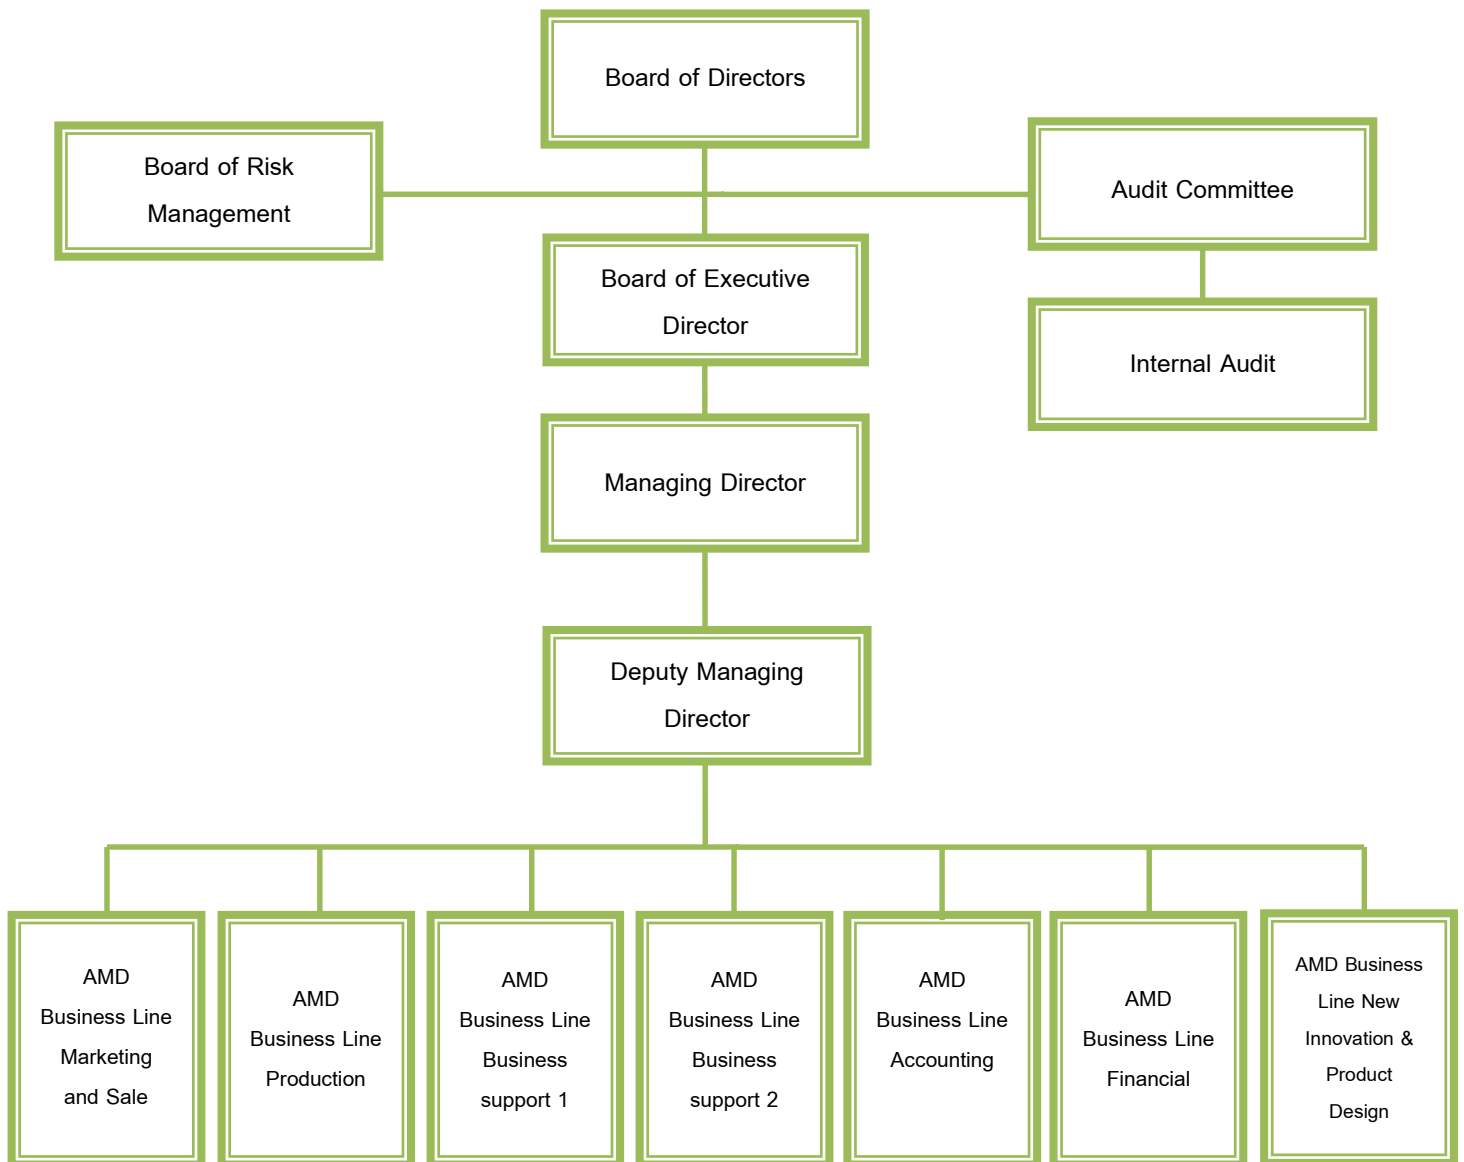 Board of Directors
Board of Risk
Management
Audit Committee
Board of Executive
Director
Internal Audit
Managing Director
Deputy Managing
Director
AMD
Business Line
Marketing
and Sale
AMD
Business Line
Production
AMD
Business Line
Business
support 1
AMD
Business Line
Business
support 2
AMD
Business Line
Accounting
AMD
Business Line
Financial
AMD Business
Line New
Innovation &
Product
Design